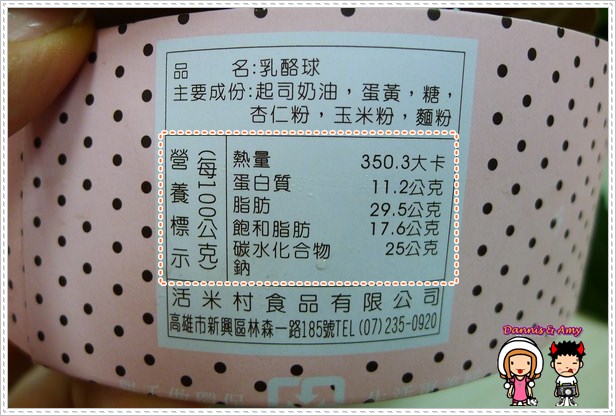 品　　名:乳酪球
主要成份:起司奶油，蛋黃，糖，
杏仁粉，玉米粉，麵粉
營養標示
(每100公克)
熱量 350.3大卡
蛋白質 11.2公克
脂肪 29.5公克
飽和脂肪 17.6公克
碳水化合物 25公克
鈉
活米村食品有限公司
高雄市新興區林森一路185號TEL (07) 235-0920
Dannis & Amy